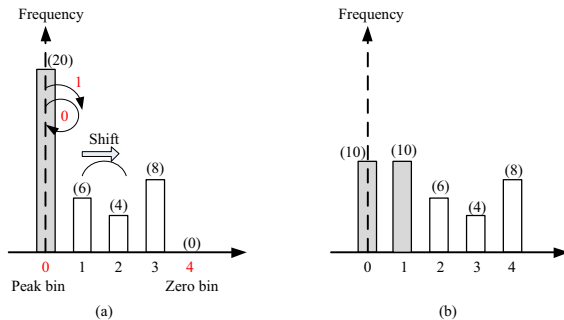 Frequency
(20)
1
0
Shift
(6)
(4)
(8)
(0)
0 1 2 3 4
Peak bin Zero bin
(a)
Frequency
(10) (10)
(6)
(4)
(8)
0 1 2 3 4
(b)